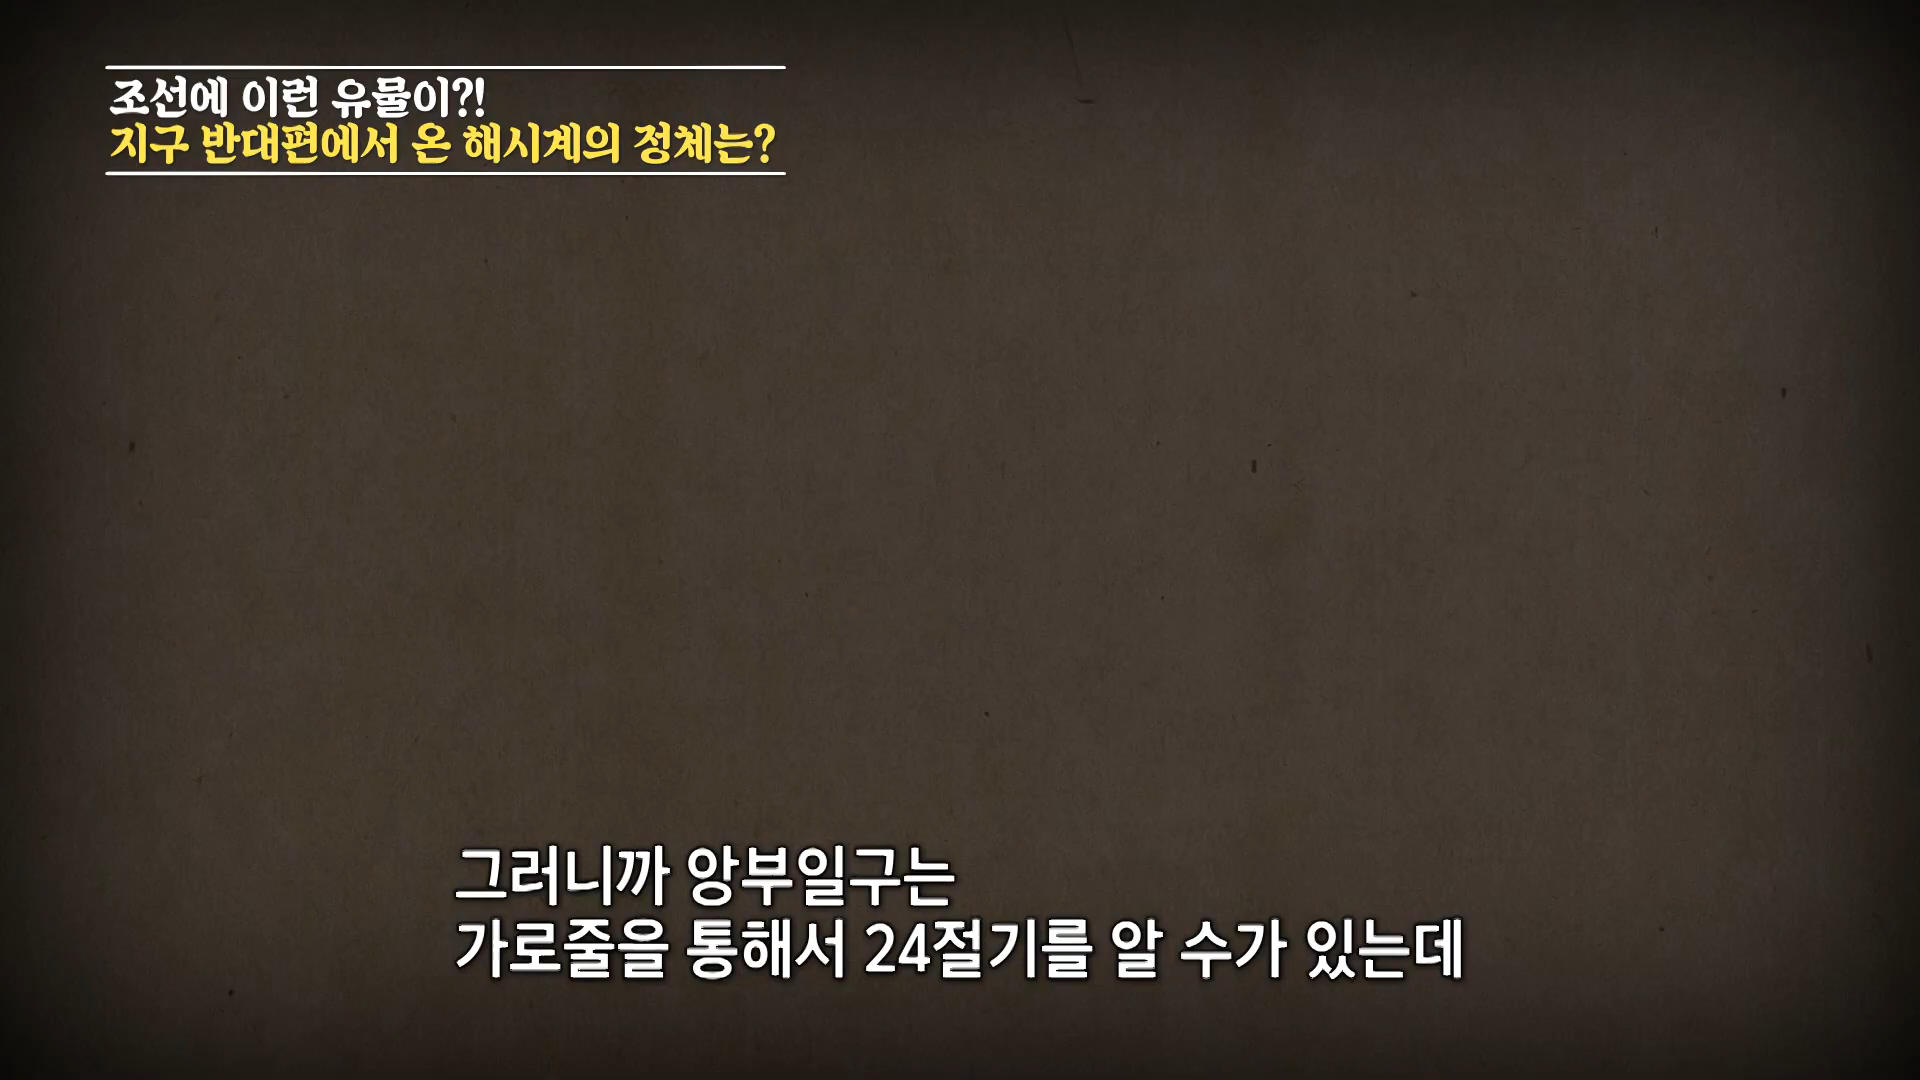 조선에 이런 유물이?!
지구 반대편에서 온 해시계의 정체는?
그러니까 앙부일구는
가로줄을 통해서 24절기를 알 수가 있는데